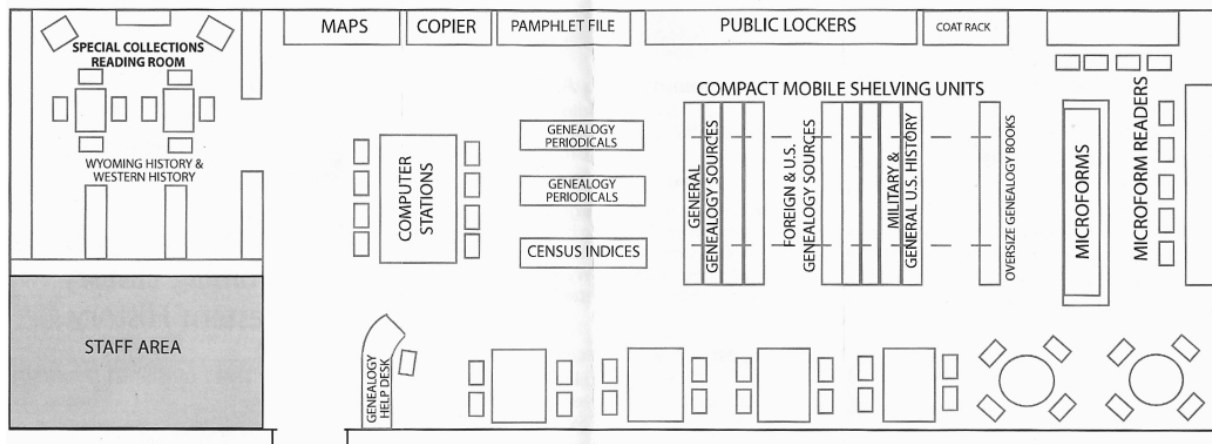 MAPS
COPIER
PAMPHLET FILE
PUBLIC LOCKERS
COAT RACK
SPECIAL COLLECTIONS
READING ROOM
WYOMING HISTORY &
WESTERN HISTORY
COMPUTER
STATIONS
GENEALOGY
PERIODICALS
GENEALOGY
PERIODICALS
CENSUS INDICES
COMPACT MOBILE SHELVING UNITS
GENERAL
GENEALOGY SOURCES
FOREIGN & U.S.
GENEALOGY SOURCES
MILITARY &
GENERAL U.S. HISTORY
OVERSIZE GENEALOGY BOOKS
MICROFORMS
MICROFORM READERS
STAFF AREA
GENEALOGY
HELP DESK